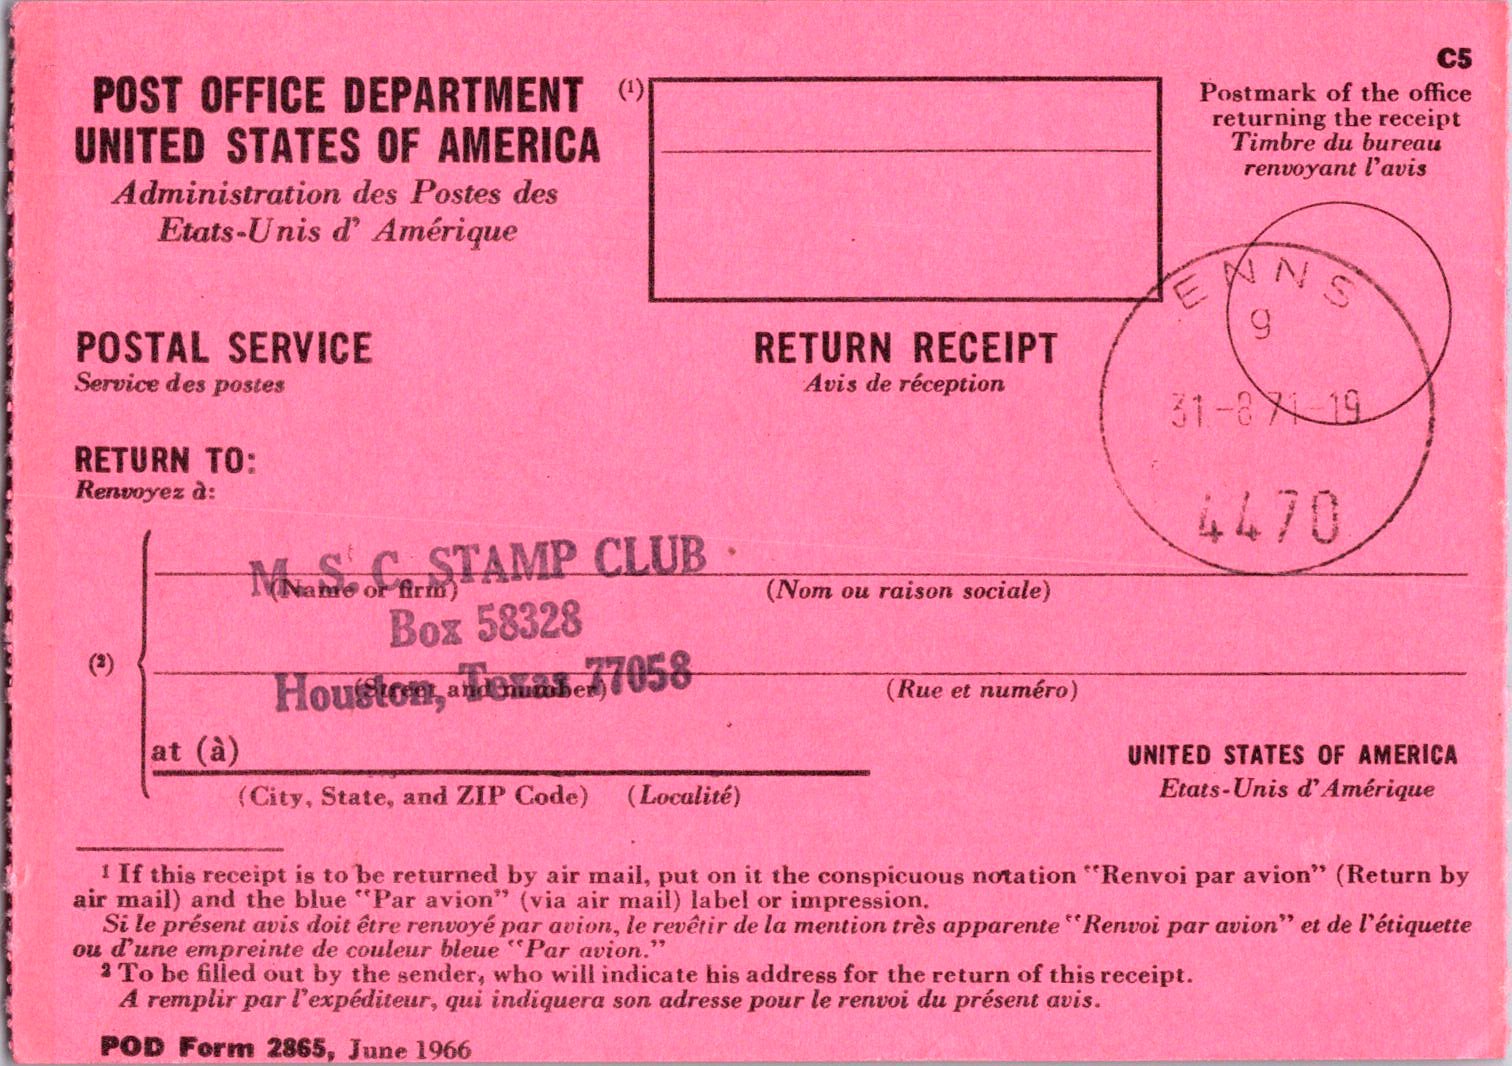 C5
POST OFFICE DEPARTMENT
UNITED STATES OF AMERICA
Administration des Postes des
Etats-Unis d' Amérique
(1)
Postmark of the office
returning the receipt
Timbre du bureau
renvoyant l'avis
ENNS
9
31-8 71-19
4470
POSTAL SERVICE
Service des postes
RETURN RECEIPT
Avis de réception
RETURN TO:
Renvoyez à:
M. S. C. STAMP CLUB
(Name or firm) (Nom ou raison sociale)
Box 58328
(2)
Houston, Texas 77058
(Street and number) (Rue et numéro)
at (à)
(City, State, and ZIP Code) (Localité)
UNITED STATES OF AMERICA
Etats-Unis d'Amérique
1 If this receipt is to be returned by air mail, put on it the conspicuous notation "Renvoi par avion" (Return by
air mail) and the blue "Par avion" (via air mail) label or impression.
Si le présent avis doit être renvoyé par avion, le revêtir de la mention très apparente "Renvoi par avion" et de l'étiquette
ou d'une empreinte de couleur bleue "Par avion."
2 To be filled out by the sender, who will indicate his address for the return of this receipt.
A remplir par l'expéditeur, qui indiquera son adresse pour le renvoi du présent avis.
POD Form 2865, June 1966